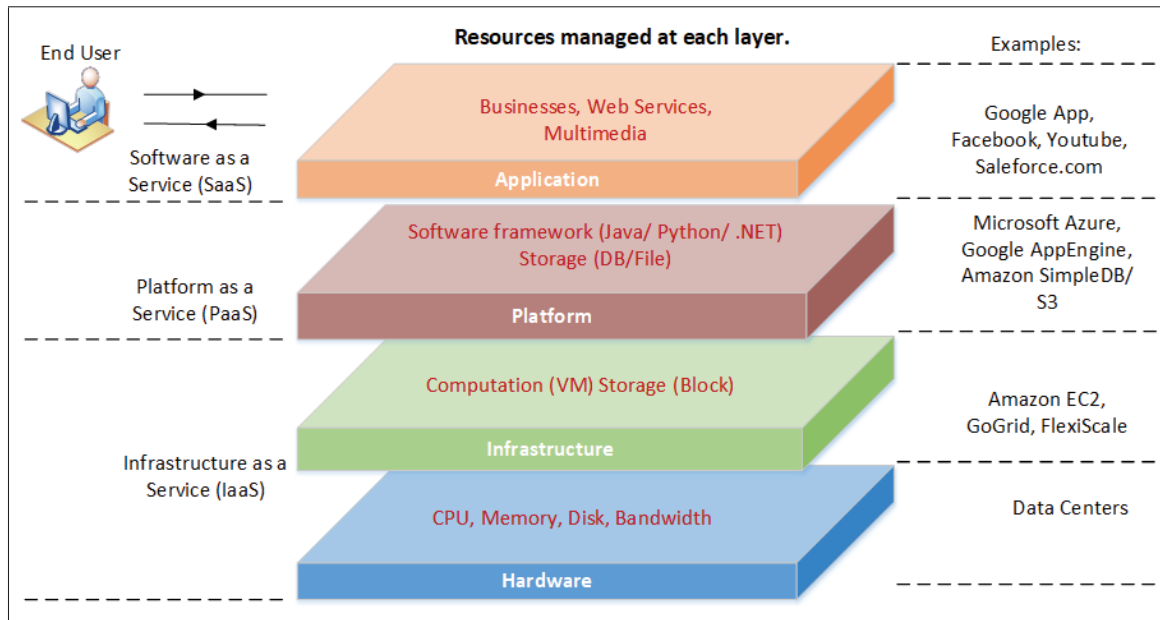 Resources managed at each layer.
Examples:
End User
Businesses, Web Services,
Multimedia
Application
Software as a
Service (SaaS)
Google App,
Facebook, Youtube,
Saleforce.com
Software framework (Java/ Python/ .NET)
Storage (DB/File)
Platform
Platform as a
Service (PaaS)
Microsoft Azure,
Google AppEngine,
Amazon SimpleDB/
S3
Computation (VM) Storage (Block)
Infrastructure
Amazon EC2,
GoGrid, FlexiScale
Infrastructure as a
Service (IaaS)
CPU, Memory, Disk, Bandwidth
Hardware
Data Centers